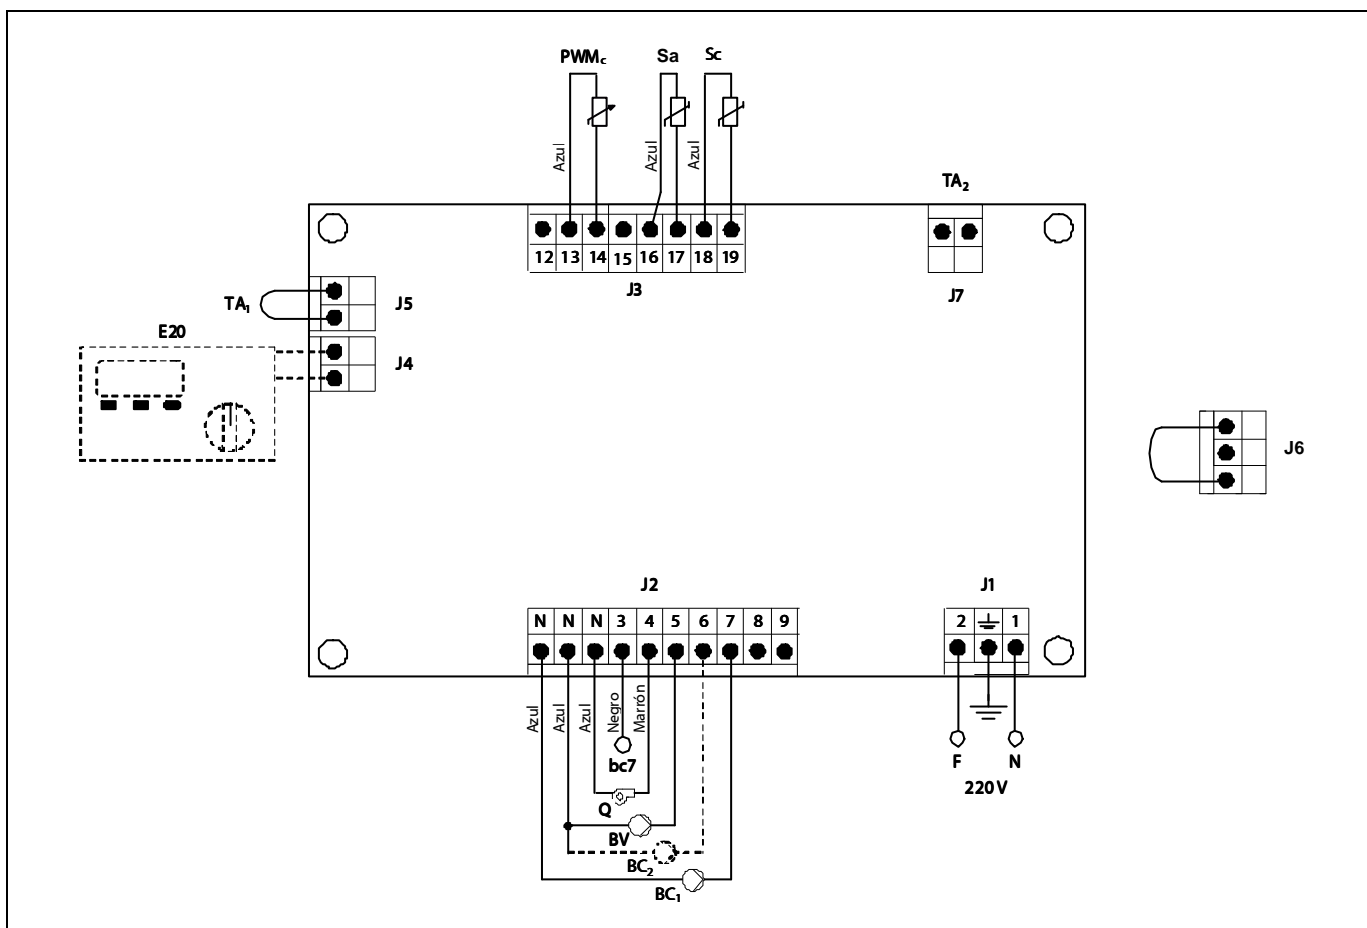 PWMc Sa Sc
Azul Azul Azul
TA2
12 13 14 15 16 17 18 19
J3
J7
TA1
J5
E20
J4
J6
J2
J1
N N N 3 4 5 6 7 8 9
2 1
Azul Azul Azul Negro Marrón
bc7
F N
220 V
Q
BV
BC2
BC1